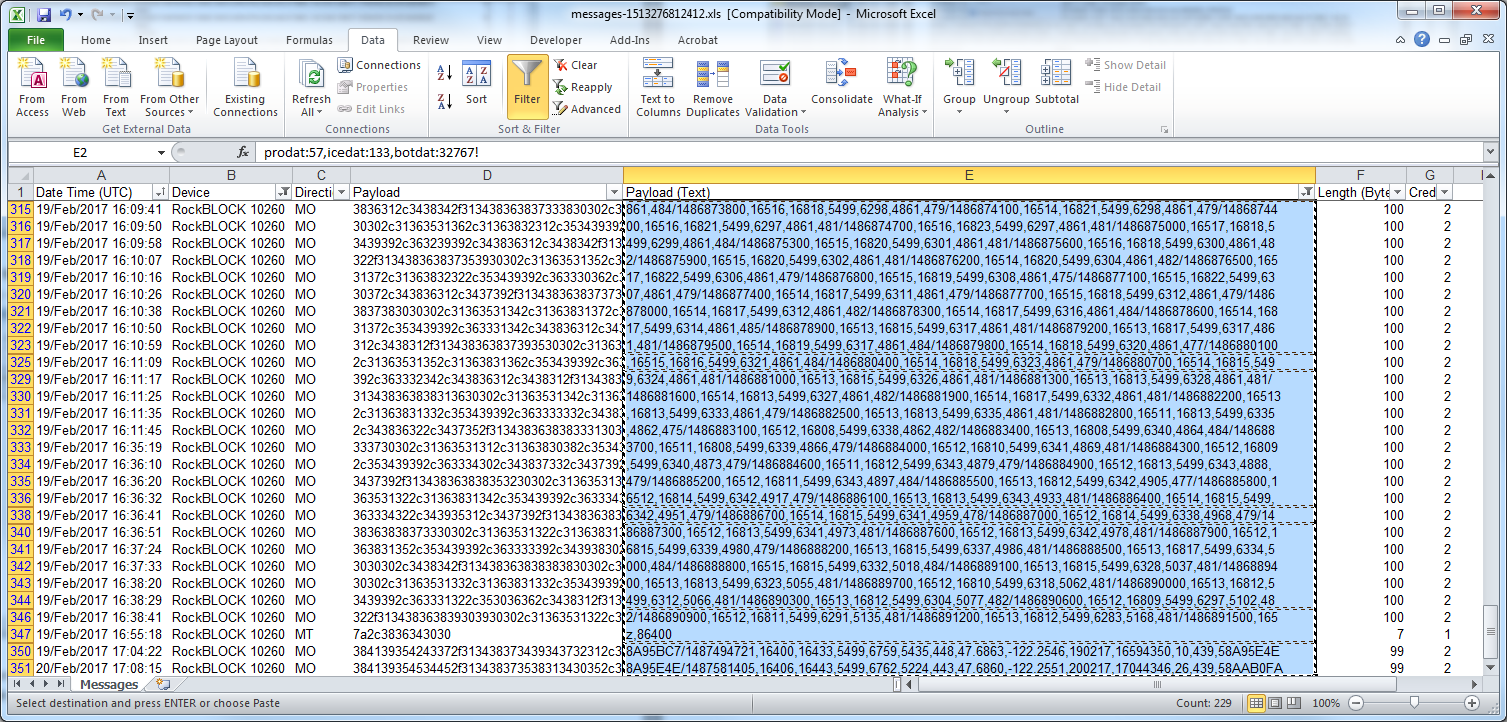 messages-1513276812412.xls [Compatibility Mode] - Microsoft Excel
File Home Insert Page Layout Formulas Data Review View Developer Add-Ins Acrobat
From Access From Web From Text From Other Sources Existing Connections Refresh All Connections Properties Edit Links Sort Filter Clear Reapply Advanced Text to Columns Remove Duplicates Data Validation Consolidate What-If Analysis Group Ungroup Subtotal Show Detail Hide Detail
Get External Data Connections Sort & Filter Data Tools Outline
E2 fx prodat:57,icedat:133,botdat:32767!
A B C D E F G
1 Date Time (UTC) Device Directi Payload Payload (Text) Length (Byte Cred
315 19/Feb/2017 16:09:41 RockBLOCK 10260 MO 3836312c3438342f313438363837333830302c3 861,484/1486873800,16516,16818,5499,6298,4861,479/1486874100,16514,16821,5499,6298,4861,479/14868744 100 2
316 19/Feb/2017 16:09:50 RockBLOCK 10260 MO 30302c31363531362c31363832312c353439392 00,16516,16821,5499,6297,4861,481/1486874700,16516,16823,5499,6297,4861,481/1486875000,16517,16818,5 100 2
317 19/Feb/2017 16:09:58 RockBLOCK 10260 MO 3439392c363239392c343836312c3438342f313 499,6299,4861,484/1486875300,16515,16820,5499,6301,4861,481/1486875600,16516,16818,5499,6300,4861,48 100 2
318 19/Feb/2017 16:10:07 RockBLOCK 10260 MO 322f313438363837353930302c31363531352c3 2/1486875900,16515,16820,5499,6302,4861,481/1486876200,16514,16820,5499,6304,4861,482/1486876500,165 100 2
319 19/Feb/2017 16:10:16 RockBLOCK 10260 MO 31372c31363832322c353439392c363330362c3 17,16822,5499,6306,4861,479/1486876800,16515,16819,5499,6308,4861,475/1486877100,16515,16822,5499,63 100 2
320 19/Feb/2017 16:10:26 RockBLOCK 10260 MO 30372c343836312c3437392f313438363837373 07,4861,479/1486877400,16514,16817,5499,6311,4861,479/1486877700,16515,16818,5499,6312,4861,479/1486 100 2
321 19/Feb/2017 16:10:38 RockBLOCK 10260 MO 3837383030302c31363531342c31363831372c3 878000,16514,16817,5499,6312,4861,482/1486878300,16514,16817,5499,6316,4861,484/1486878600,16514,168 100 2
322 19/Feb/2017 16:10:50 RockBLOCK 10260 MO 31372c353439392c363331342c343836312c343 17,5499,6314,4861,485/1486878900,16513,16815,5499,6317,4861,481/1486879200,16513,16817,5499,6317,486 100 2
323 19/Feb/2017 16:10:59 RockBLOCK 10260 MO 312c3438312f313438363837393530302c31363 1,481/1486879500,16514,16819,5499,6317,4861,484/1486879800,16514,16818,5499,6320,4861,477/1486880100 100 2
325 19/Feb/2017 16:11:09 RockBLOCK 10260 MO 2c31363531352c31363831362c353439392c363 ,16515,16816,5499,6321,4861,484/1486880400,16514,16818,5499,6323,4861,479/1486880700,16514,16815,549 100 2
329 19/Feb/2017 16:11:17 RockBLOCK 10260 MO 392c363332342c343836312c3438312f3134383 9,6324,4861,481/1486881000,16513,16815,5499,6326,4861,481/1486881300,16513,16813,5499,6328,4861,481/ 100 2
330 19/Feb/2017 16:11:25 RockBLOCK 10260 MO 313438363838313630302c31363531342c31363 1486881600,16514,16813,5499,6327,4861,482/1486881900,16514,16817,5499,6332,4861,481/1486882200,16513 100 2
331 19/Feb/2017 16:11:35 RockBLOCK 10260 MO 2c31363831332c353439392c363333332c34383 ,16813,5499,6333,4861,479/1486882500,16513,16813,5499,6335,4861,481/1486882800,16511,16813,5499,6335 100 2
332 19/Feb/2017 16:11:45 RockBLOCK 10260 MO 2c343836322c3437352f3134383638383331303 ,4862,475/1486883100,16512,16808,5499,6338,4862,482/1486883400,16513,16808,5499,6340,4864,484/148688 100 2
333 19/Feb/2017 16:35:19 RockBLOCK 10260 MO 333730302c31363531312c31363830382c35343 3700,16511,16808,5499,6339,4866,479/1486884000,16512,16810,5499,6341,4869,481/1486884300,16512,16809 100 2
334 19/Feb/2017 16:36:10 RockBLOCK 10260 MO 2c353439392c363334302c343837332c3437392 ,5499,6340,4873,479/1486884600,16511,16812,5499,6343,4879,479/1486884900,16512,16813,5499,6343,4888, 100 2
335 19/Feb/2017 16:36:20 RockBLOCK 10260 MO 3437392f313438363838353230302c313635313 479/1486885200,16512,16811,5499,6343,4897,484/1486885500,16513,16812,5499,6342,4905,477/1486885800,1 100 2
336 19/Feb/2017 16:36:32 RockBLOCK 10260 MO 363531322c31363831342c353439392c3633343 6512,16814,5499,6342,4917,479/1486886100,16513,16813,5499,6343,4933,481/1486886400,16514,16815,5499, 100 2
338 19/Feb/2017 16:36:41 RockBLOCK 10260 MO 363334322c343935312c3437392f31343836383 6342,4951,479/1486886700,16514,16815,5499,6341,4959,478/1486887000,16512,16814,5499,6338,4968,479/14 100 2
340 19/Feb/2017 16:36:51 RockBLOCK 10260 MO 38363838373330302c31363531322c313638313 86887300,16512,16813,5499,6341,4973,481/1486887600,16512,16813,5499,6342,4978,481/1486887900,16512,1 100 2
341 19/Feb/2017 16:37:24 RockBLOCK 10260 MO 363831352c353439392c363333392c343938302 6815,5499,6339,4980,479/1486888200,16513,16815,5499,6337,4986,481/1486888500,16513,16817,5499,6334,5 100 2
342 19/Feb/2017 16:37:33 RockBLOCK 10260 MO 3030302c3438342f313438363838383830302c3 000,484/1486888800,16515,16815,5499,6332,5018,484/1486889100,16513,16815,5499,6328,5037,481/14868894 100 2
343 19/Feb/2017 16:38:20 RockBLOCK 10260 MO 30302c31363531332c31363831332c353439392 00,16513,16813,5499,6323,5055,481/1486889700,16512,16810,5499,6318,5062,481/1486890000,16513,16812,5 100 2
344 19/Feb/2017 16:38:29 RockBLOCK 10260 MO 3439392c363331322c353036362c3438312f313 499,6312,5066,481/1486890300,16513,16812,5499,6304,5077,482/1486890600,16512,16809,5499,6297,5102,48 100 2
346 19/Feb/2017 16:38:41 RockBLOCK 10260 MO 322f313438363839303930302c31363531322c3 2/1486890900,16512,16811,5499,6291,5135,481/1486891200,16513,16812,5499,6283,5168,481/1486891500,165 100 2
347 19/Feb/2017 16:55:18 RockBLOCK 10260 MT 7a2c3836343030 z,86400 7 1
350 19/Feb/2017 17:04:22 RockBLOCK 10260 MO 384139354243372f313438373439343732312c3 8A95BC7/1487494721,16400,16433,5499,6759,5435,448,47.6863,-122.2546,190217,16594350,10,439,58A95E4E 99 2
351 20/Feb/2017 17:08:15 RockBLOCK 10260 MO 384139354534452f313438373538313430352c3 8A95E4E/1487581405,16406,16443,5499,6762,5224,443,47.6860,-122.2551,200217,17044346,26,439,58AAB0FA 99 2
Messages
Select destination and press ENTER or choose Paste Count: 229 100%